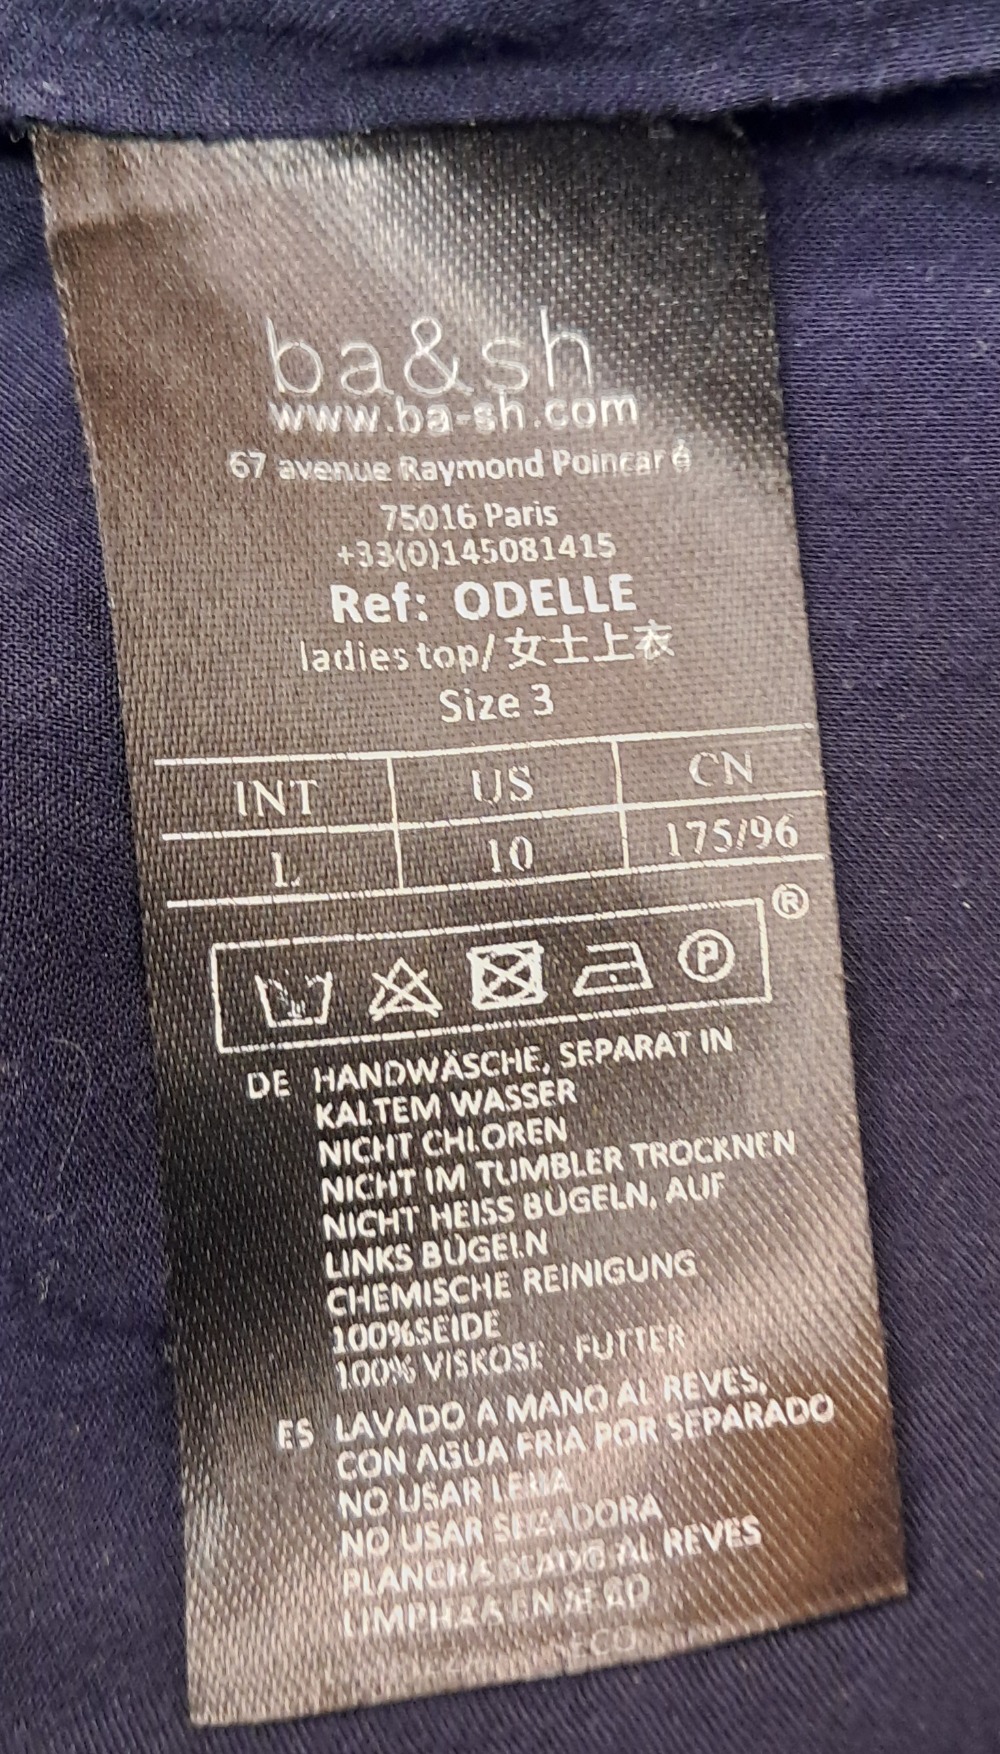 ba&sh
www.ba-sh.com
67 avenue Raymond Poincaré
75016 Paris
+33(0)145081415
Ref: ODELLE
ladies top/女士上衣
Size 3
INT US CN
L 10 175/96
®
P
DE HANDWÄSCHE, SEPARAT IN
KALTEM WASSER
NICHT CHLOREN
NICHT IM TUMBLER TROCKNEN
NICHT HEISS BÜGELN, AUF
LINKS BÜGELN
CHEMISCHE REINIGUNG
100%SEIDE
100% VISKOSE : FUTTER
ES LAVADO A MANO AL REVES,
CON AGUA FRIA POR SEPARADO
NO USAR LEJIA
NO USAR SECADORA
AL REVES